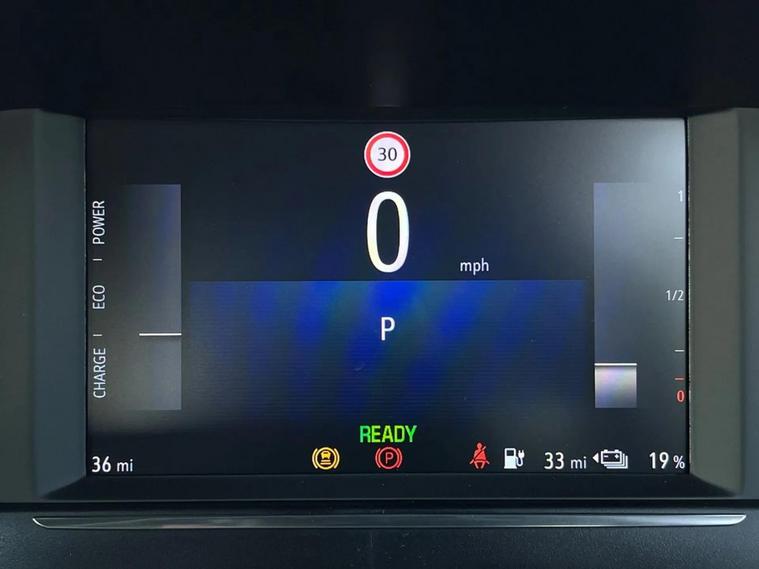 30
0
mph
POWER
ECO
CHARGE
P
1
1/2
0
READY
36 mi
P
33 mi
19 %